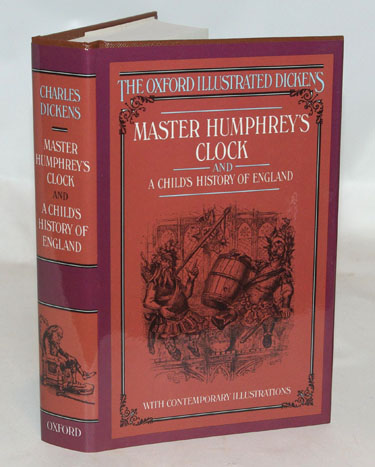 CHARLES
DICKENS
MASTER
HUMPHREY'S
CLOCK
AND
A CHILD'S
HISTORY OF
ENGLAND
OXFORD
THE OXFORD ILLUSTRATED DICKENS
MASTER HUMPHREY'S
CLOCK
AND
A CHILD'S HISTORY OF ENGLAND
WITH CONTEMPORARY ILLUSTRATIONS